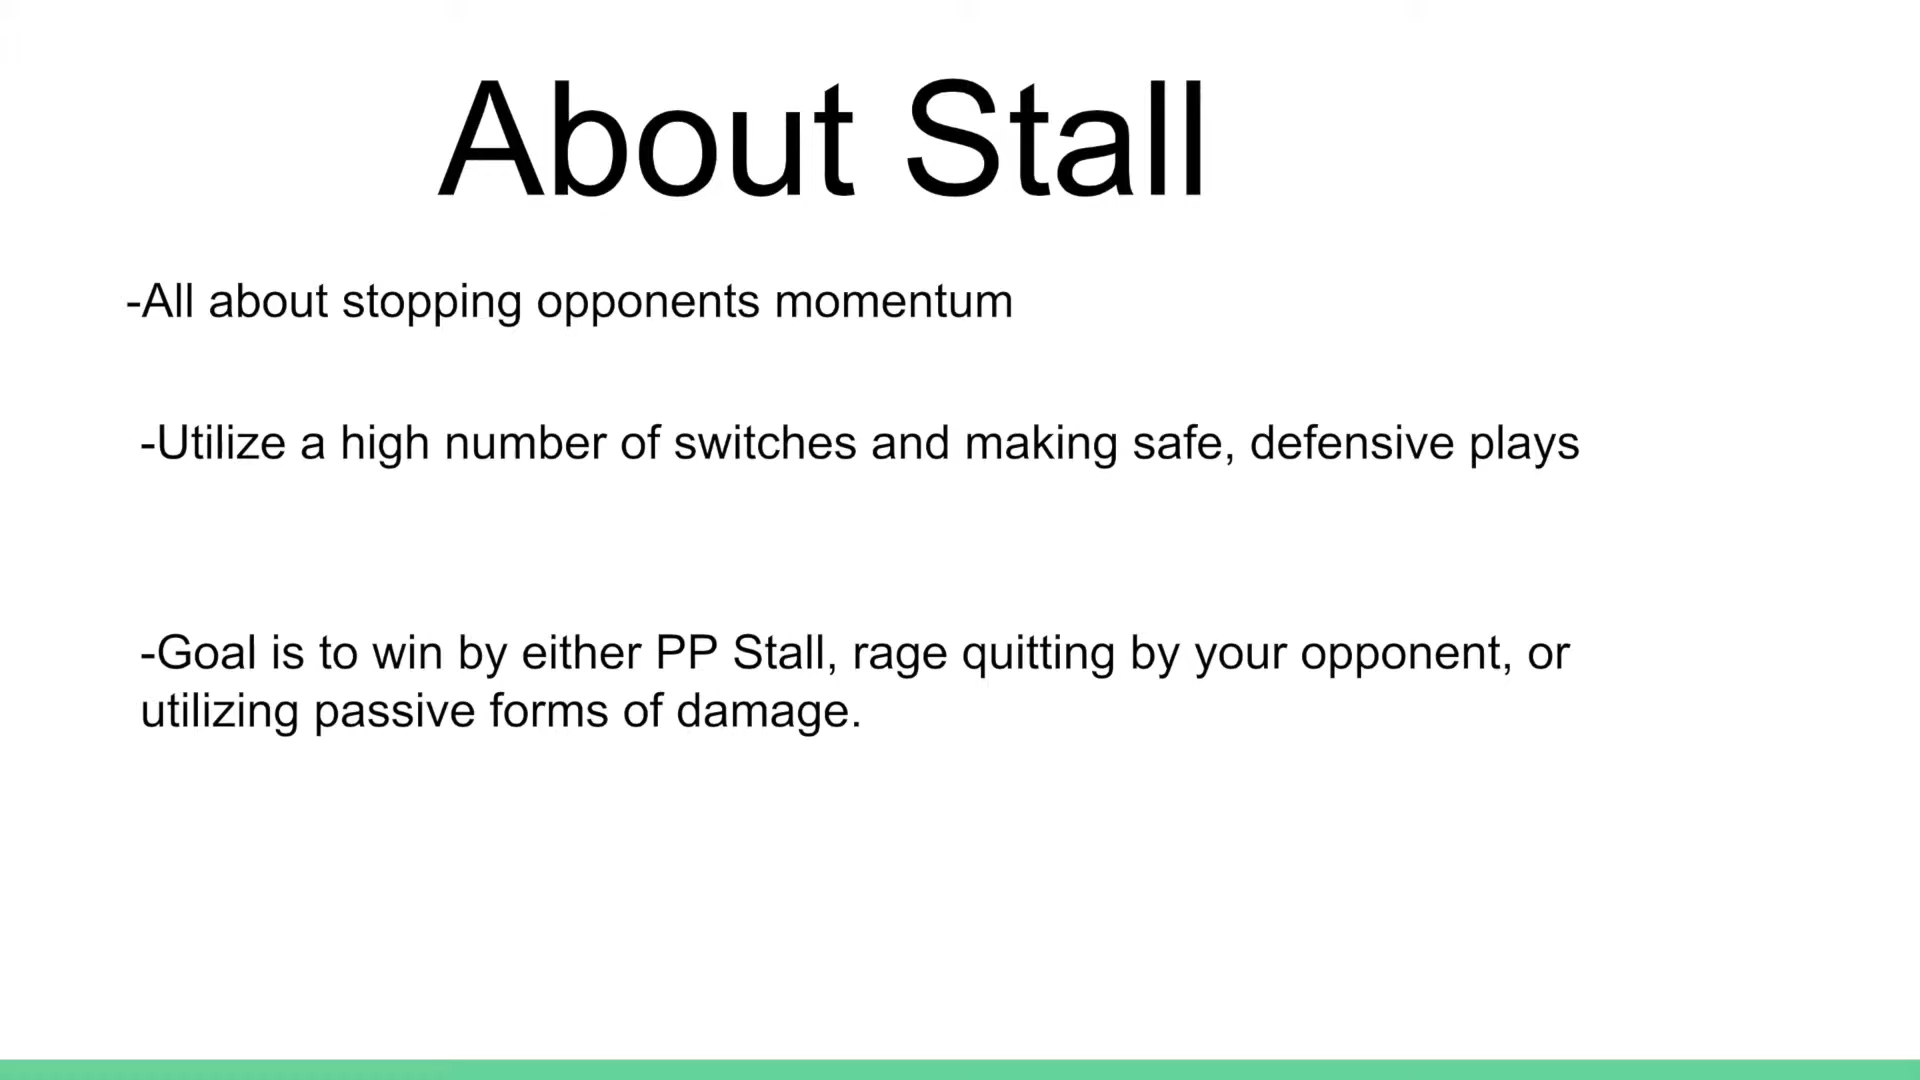 About Stall
-All about stopping opponents momentum
-Utilize a high number of switches and making safe, defensive plays
-Goal is to win by either PP Stall, rage quitting by your opponent, or
utilizing passive forms of damage.